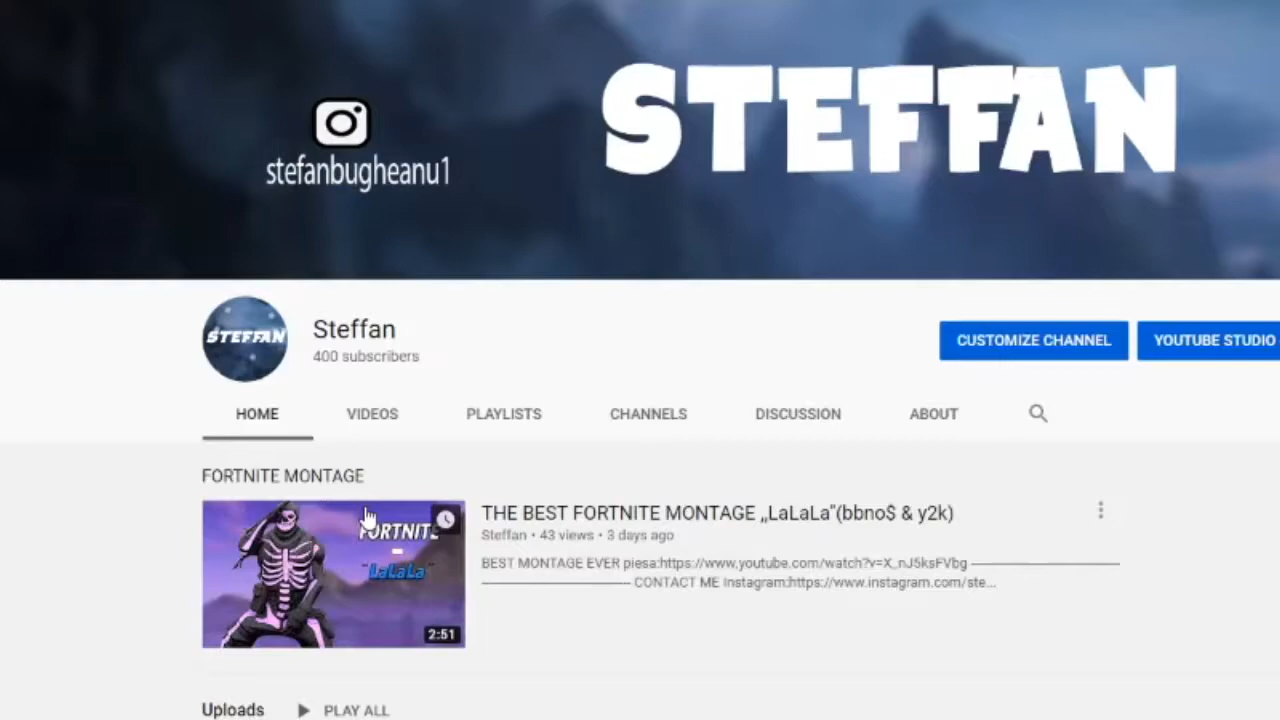 STEFFAN
stefanbugheanu1
STEFFAN
Steffan
400 subscribers
CUSTOMIZE CHANNEL
YOUTUBE STUDIO
HOME
VIDEOS
PLAYLISTS
CHANNELS
DISCUSSION
ABOUT
FORTNITE MONTAGE
FORTNITE
"LaLaLa"
2:51
THE BEST FORTNITE MONTAGE „LaLaLa"(bbno$ & y2k)
Steffan • 43 views • 3 days ago
BEST MONTAGE EVER piesa:https://www.youtube.com/watch?v=X_nJ5ksFVbg
CONTACT ME Instagram:https://www.instagram.com/ste...
Uploads
PLAY ALL